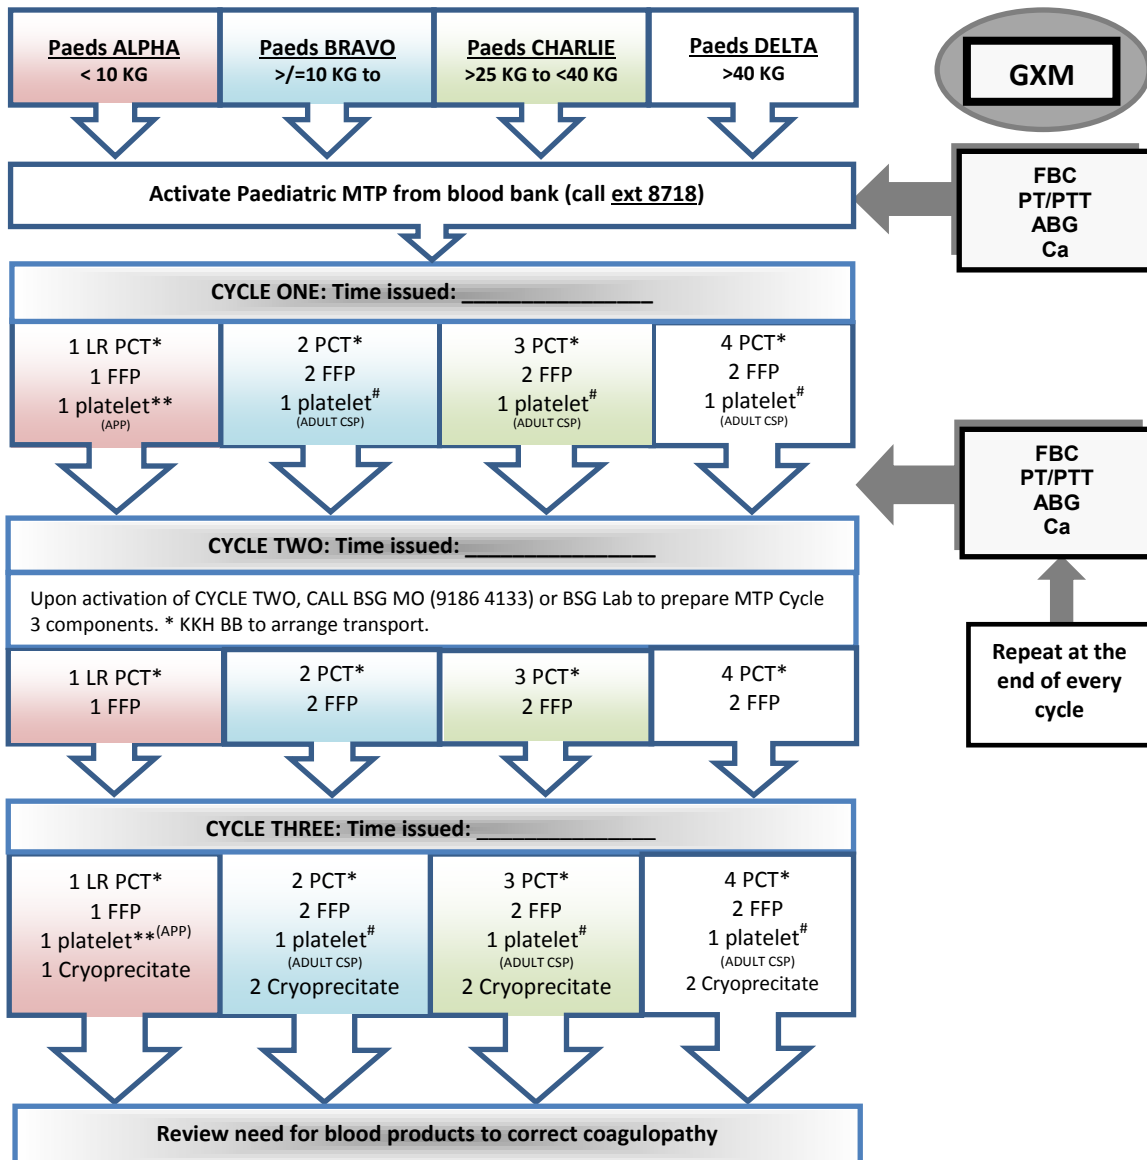 Paeds ALPHA
< 10 KG
Paeds BRAVO
>/=10 KG to
Paeds CHARLIE
>25 KG to <40 KG
Paeds DELTA
>40 KG
GXM
Activate Paediatric MTP from blood bank (call ext 8718)
FBC
PT/PTT
ABG
Ca
CYCLE ONE: Time issued: ________________
1 LR PCT*
1 FFP
1 platelet**
(APP)
2 PCT*
2 FFP
1 platelet#
(ADULT CSP)
3 PCT*
2 FFP
1 platelet#
(ADULT CSP)
4 PCT*
2 FFP
1 platelet#
(ADULT CSP)
FBC
PT/PTT
ABG
Ca
CYCLE TWO: Time issued: ________________
Upon activation of CYCLE TWO, CALL BSG MO (9186 4133) or BSG Lab to prepare MTP Cycle
3 components. * KKH BB to arrange transport.
Repeat at the
end of every
cycle
1 LR PCT*
1 FFP
2 PCT*
2 FFP
3 PCT*
2 FFP
4 PCT*
2 FFP
CYCLE THREE: Time issued: _______________
1 LR PCT*
1 FFP
1 platelet**(APP)
1 Cryoprecitate
2 PCT*
2 FFP
1 platelet#
(ADULT CSP)
2 Cryoprecitate
3 PCT*
2 FFP
1 platelet#
(ADULT CSP)
2 Cryoprecitate
4 PCT*
2 FFP
1 platelet#
(ADULT CSP)
2 Cryoprecitate
Review need for blood products to correct coagulopathy